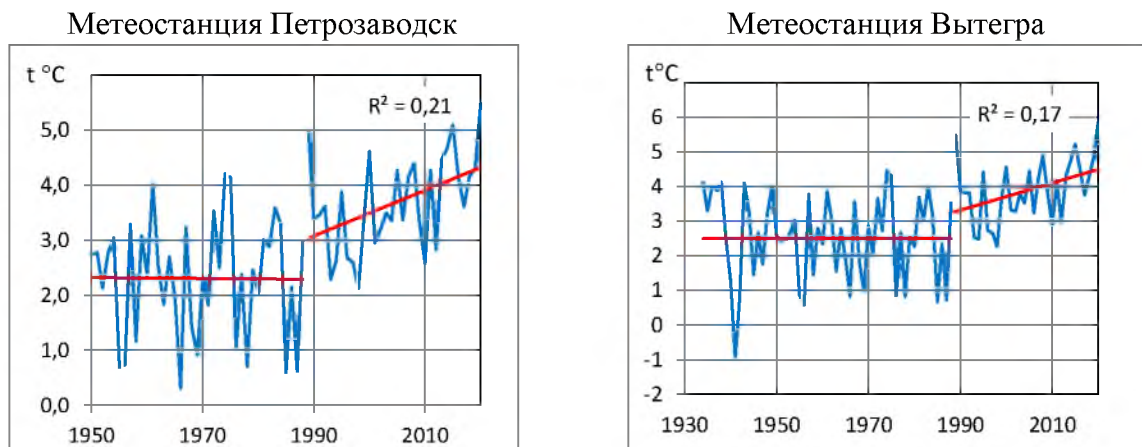 Метеостанция Петрозаводск
t °C
R² = 0,21
5,0
4,0
3,0
2,0
1,0
0,0
1950 1970 1990 2010
Метеостанция Вытегра
t°C
R² = 0,17
6
5
4
3
2
1
0
-1
-2
1930 1950 1970 1990 2010